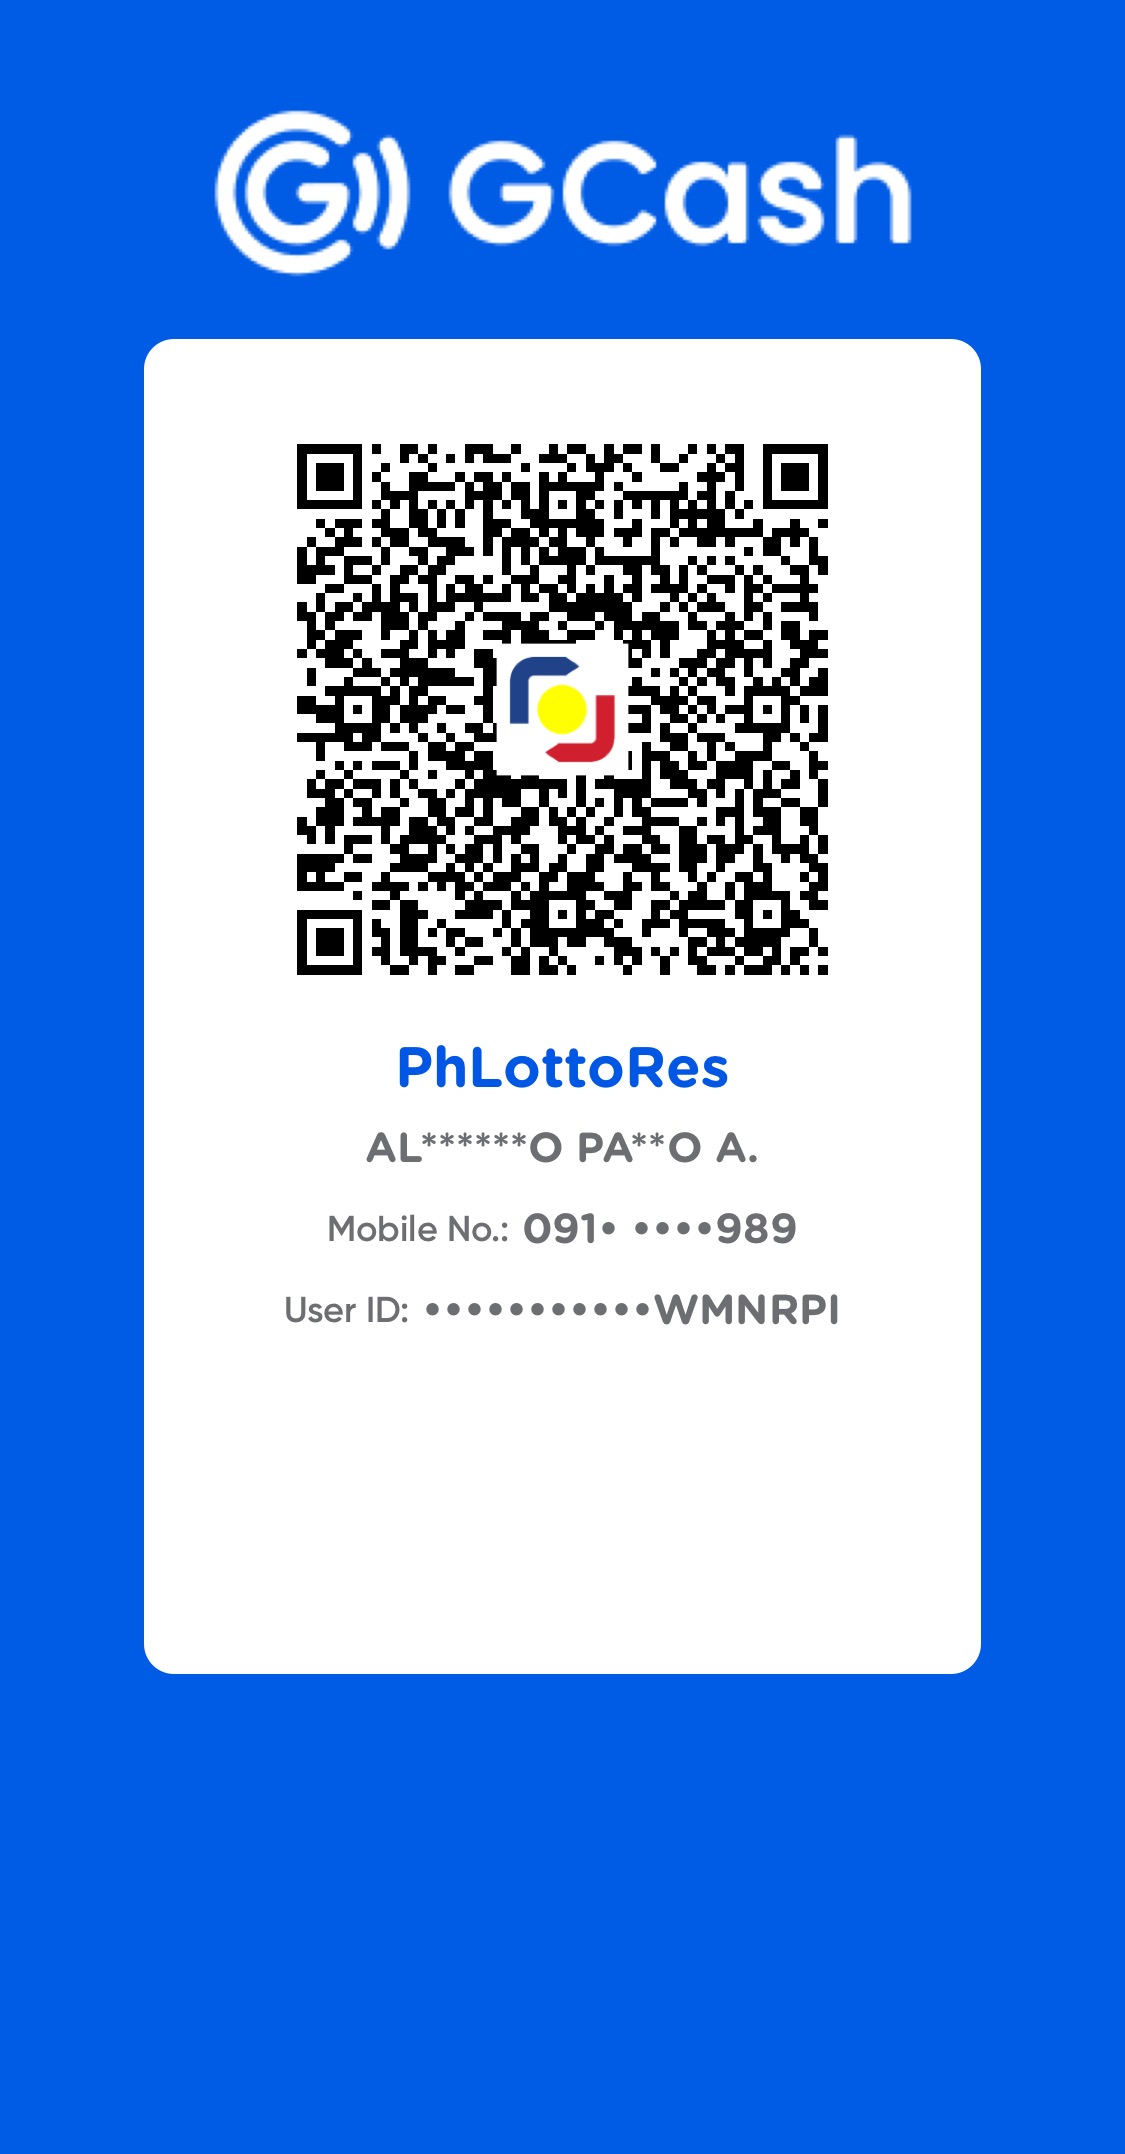 GCash
PhLottoRes
AL******O PA**O A.
Mobile No.: 091• ••••989
User ID: •••••••••••WMNRPI